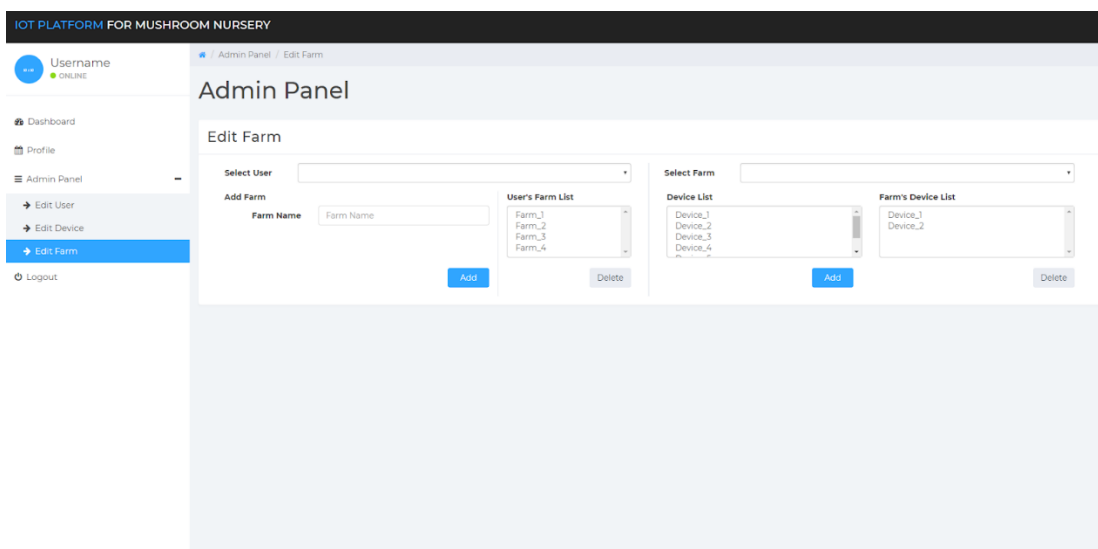 IOT PLATFORM FOR MUSHROOM NURSERY
Username
ONLINE
Dashboard
Profile
Admin Panel
Edit User
Edit Device
Edit Farm
Logout
/ Admin Panel / Edit Farm
Admin Panel
Edit Farm
Select User
Add Farm
Farm Name Farm Name
Add
User's Farm List
Farm_1
Farm_2
Farm_3
Farm_4
Delete
Select Farm
Device List
Device_1
Device_2
Device_3
Device_4
Add
Farm's Device List
Device_1
Device_2
Delete